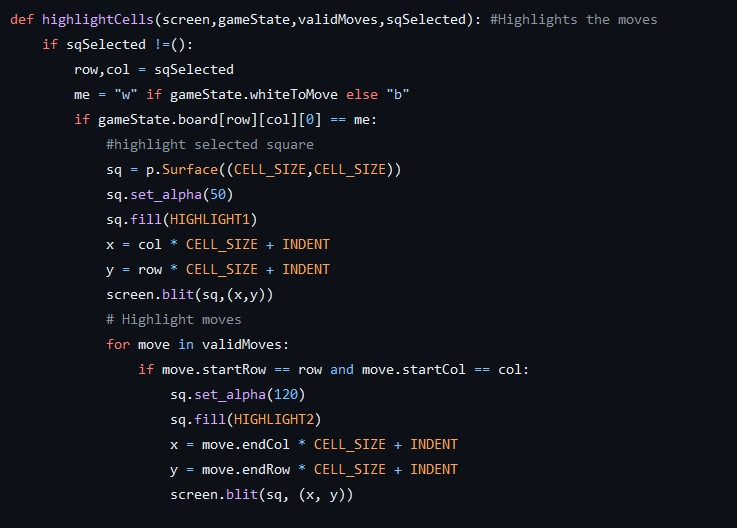 def highlightCells(screen,gameState,validMoves,sqSelected): #Highlights the moves
    if sqSelected !=():
        row,col = sqSelected
        me = "w" if gameState.whiteToMove else "b"
        if gameState.board[row][col][0] == me:
            #highlight selected square
            sq = p.Surface((CELL_SIZE,CELL_SIZE))
            sq.set_alpha(50)
            sq.fill(HIGHLIGHT1)
            x = col * CELL_SIZE + INDENT
            y = row * CELL_SIZE + INDENT
            screen.blit(sq,(x,y))
            # Highlight moves
            for move in validMoves:
                if move.startRow == row and move.startCol == col:
                    sq.set_alpha(120)
                    sq.fill(HIGHLIGHT2)
                    x = move.endCol * CELL_SIZE + INDENT
                    y = move.endRow * CELL_SIZE + INDENT
                    screen.blit(sq, (x, y))